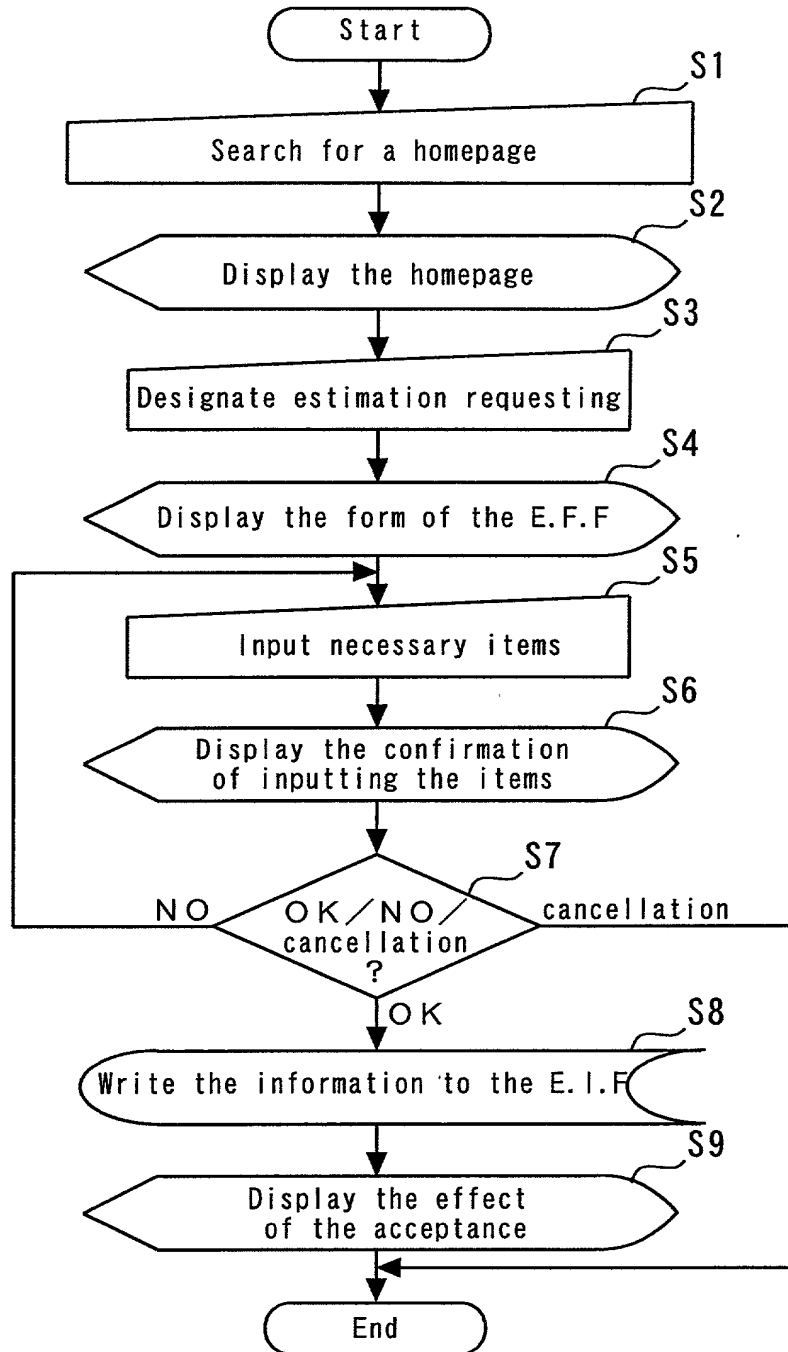 Start
S1
Search for a homepage
S2
Display the homepage
S3
Designate estimation requesting
S4
Display the form of the E.F.F
S5
Input necessary items
S6
Display the confirmation
of inputting the items
S7
NO
OK/NO/
cancellation
?
cancellation
OK
S8
Write the information to the E.I.F
S9
Display the effect
of the acceptance
End